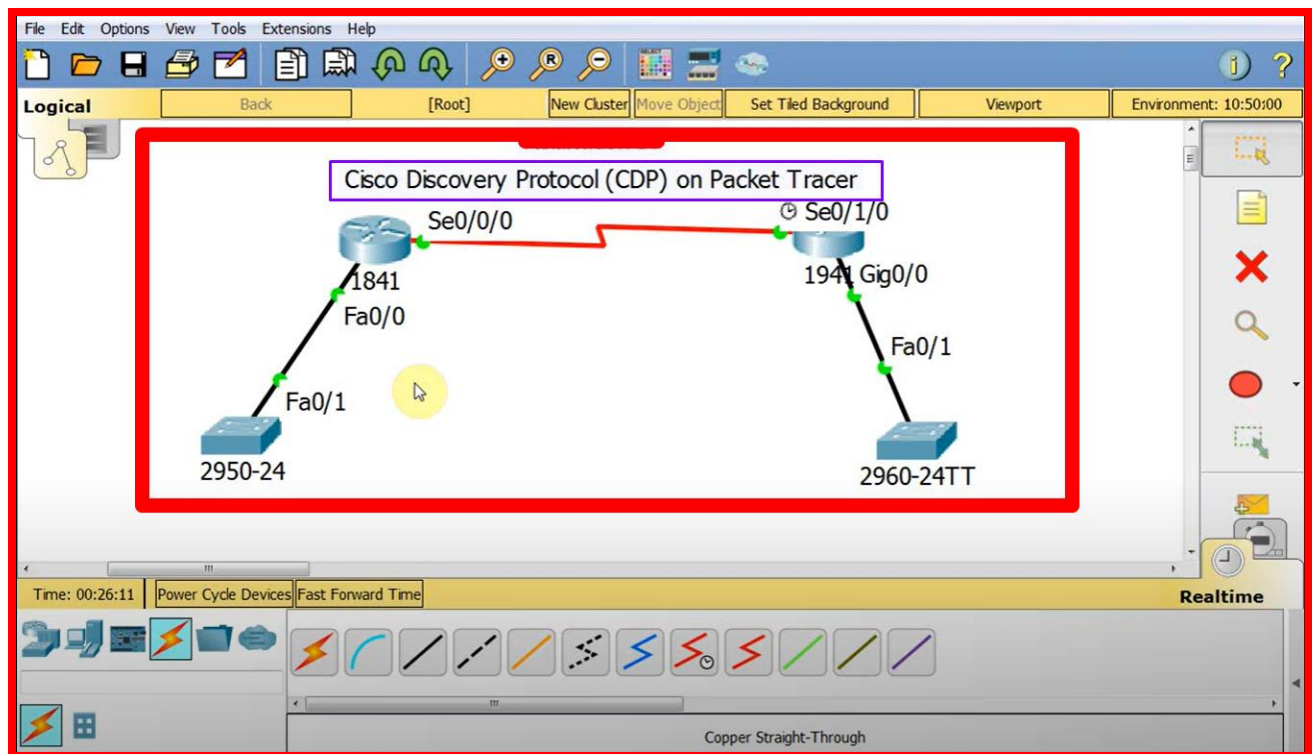 File Edit Options View Tools Extensions Help
Logical Back [Root] New Cluster Move Object Set Tiled Background Viewport Environment: 10:50:00
Cisco Discovery Protocol (CDP) on Packet Tracer
Se0/0/0
Se0/1/0
1841
1941 Gig0/0
Fa0/0
Fa0/1
Fa0/1
2950-24
2960-24TT
Time: 00:26:11 Power Cycle Devices Fast Forward Time
Realtime
Copper Straight-Through